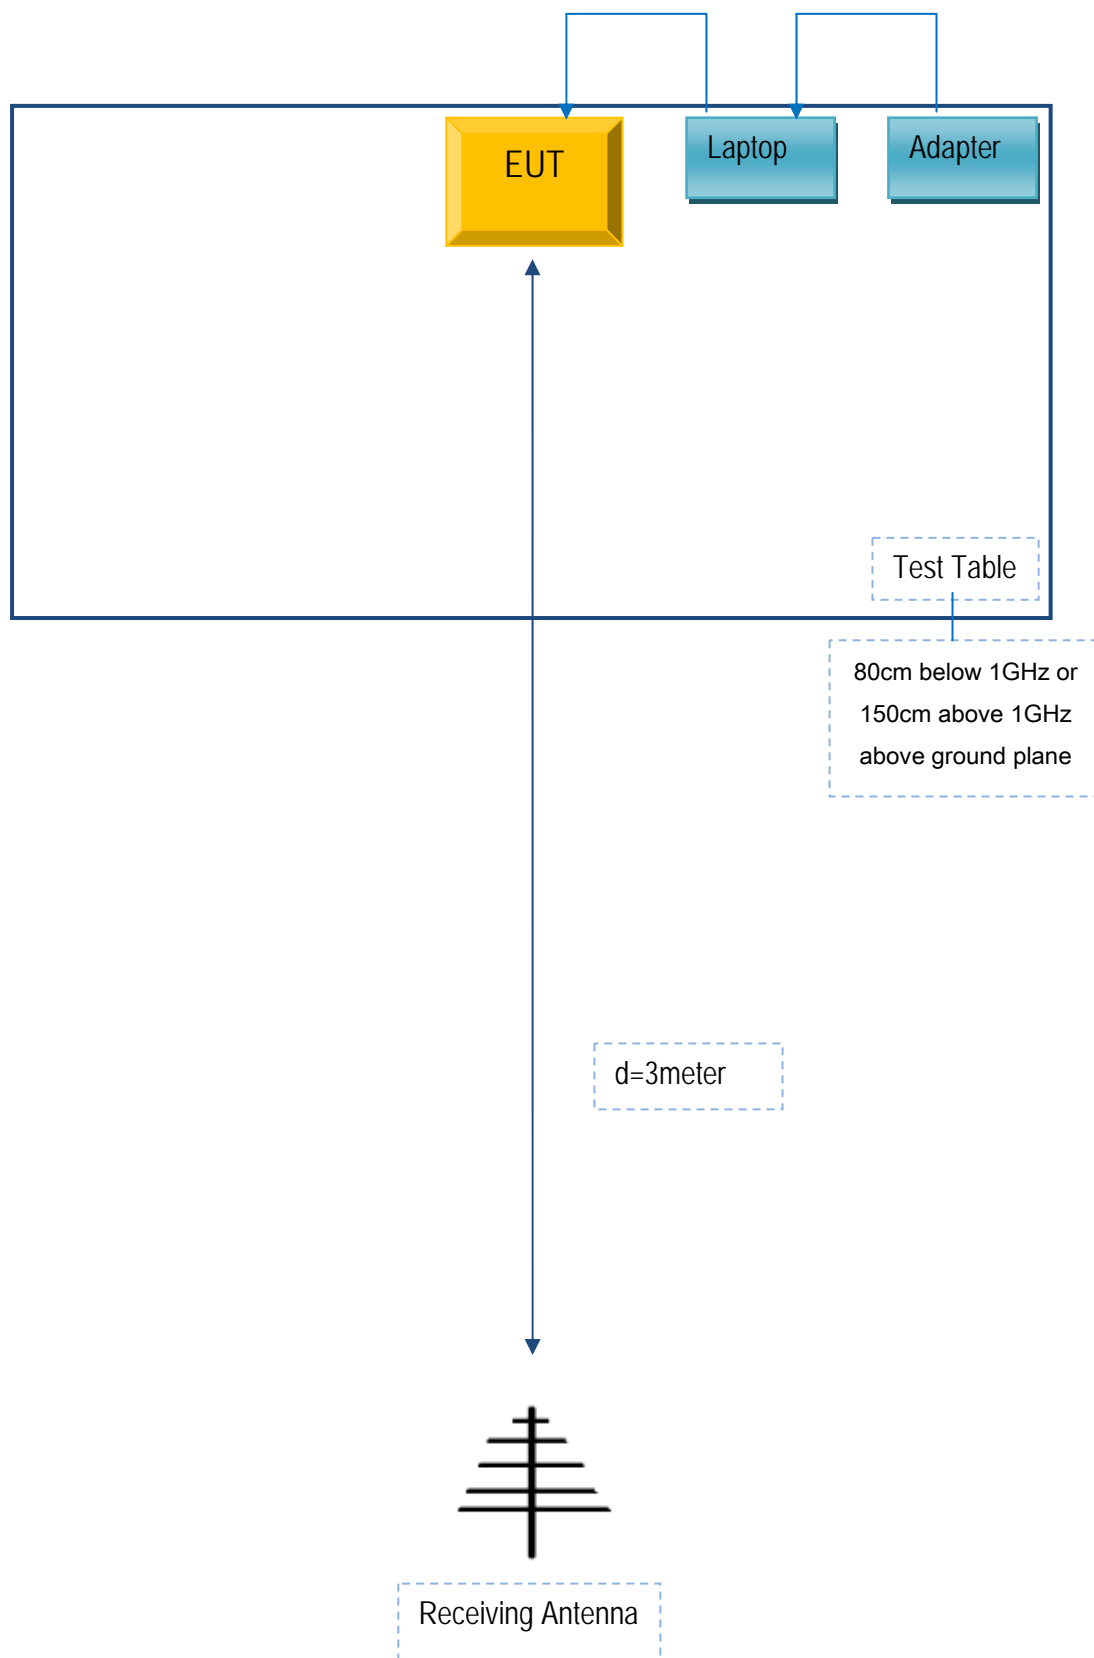 EUT
Laptop
Adapter
Test Table
80cm below 1GHz or
150cm above 1GHz
above ground plane
d=3meter
Receiving Antenna